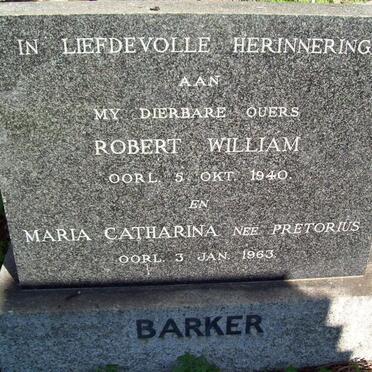 IN LIEFDEVOLLE HERINNERING
AAN
MY DIERBARE OUERS
ROBERT WILLIAM
OORL. 5 OKT. 1940.
EN
MARIA CATHARINA NEE PRETORIUS
OORL. 3 JAN. 1963.
BARKER